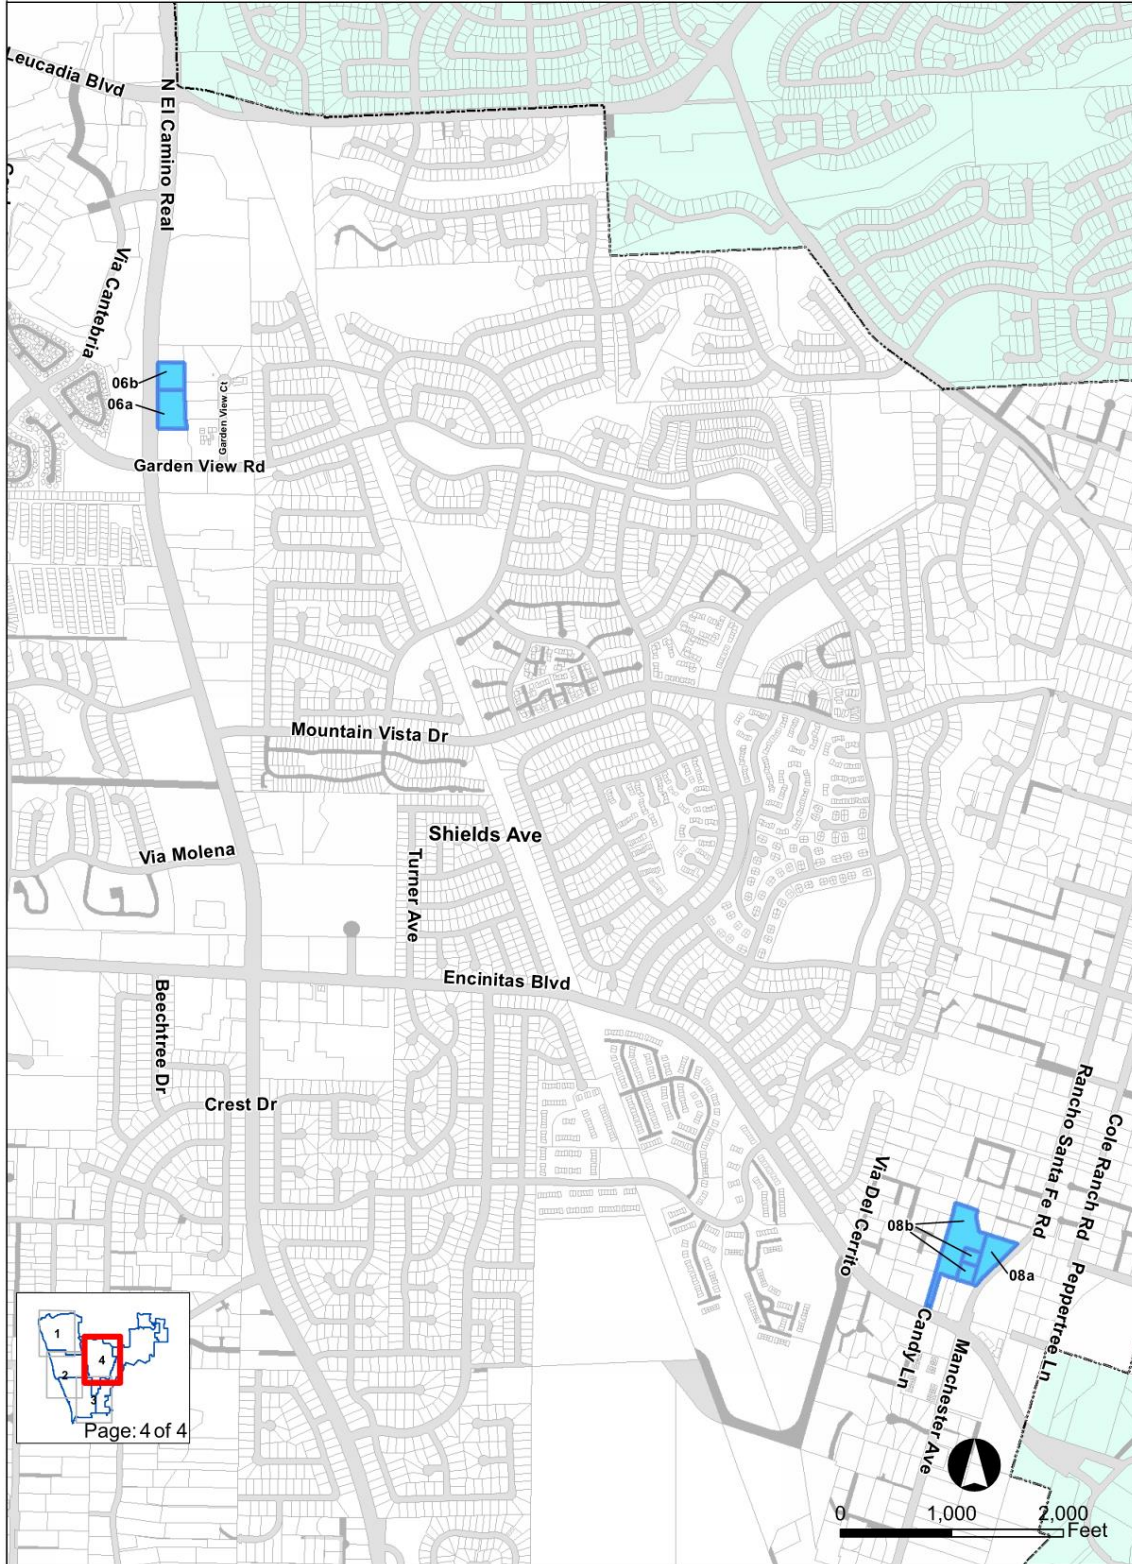 Leucadia Blvd
N El Camino Real
Via Cantebria
06b
06a
Garden View Ct
Garden View Rd
Mountain Vista Dr
Shields Ave
Via Molena
Turner Ave
Encinitas Blvd
Beechtree Dr
Crest Dr
Rancho Santa Fe Rd
Cole Ranch Rd
Via Del Cerrito
08b
08a
Peppertree Ln
Candy Ln
Manchester Ave
1
4
2
3
Page: 4 of 4
0 1,000 2,000
Feet